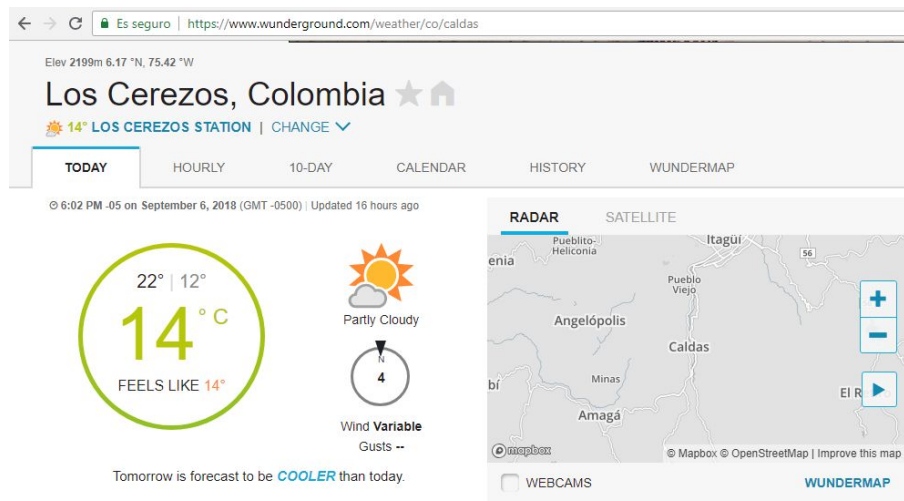 Es seguro | https://www.wunderground.com/weather/co/caldas
Elev 2199m 6.17 °N, 75.42 °W
Los Cerezos, Colombia
14° LOS CEREZOS STATION | CHANGE
TODAY HOURLY 10-DAY CALENDAR HISTORY WUNDERMAP
6:02 PM -05 on September 6, 2018 (GMT -0500) | Updated 16 hours ago
22° | 12°
14° C
FEELS LIKE 14°
Partly Cloudy
N
4
Wind Variable
Gusts --
Tomorrow is forecast to be COOLER than today.
RADAR SATELLITE
Pueblito-
Heliconia
Itagüí
enia
56
Pueblo
Viejo
+
Angelópolis
−
Caldas
Minas
bí
El R
Amagá
mapbox
© Mapbox © OpenStreetMap | Improve this map
WEBCAMS WUNDERMAP